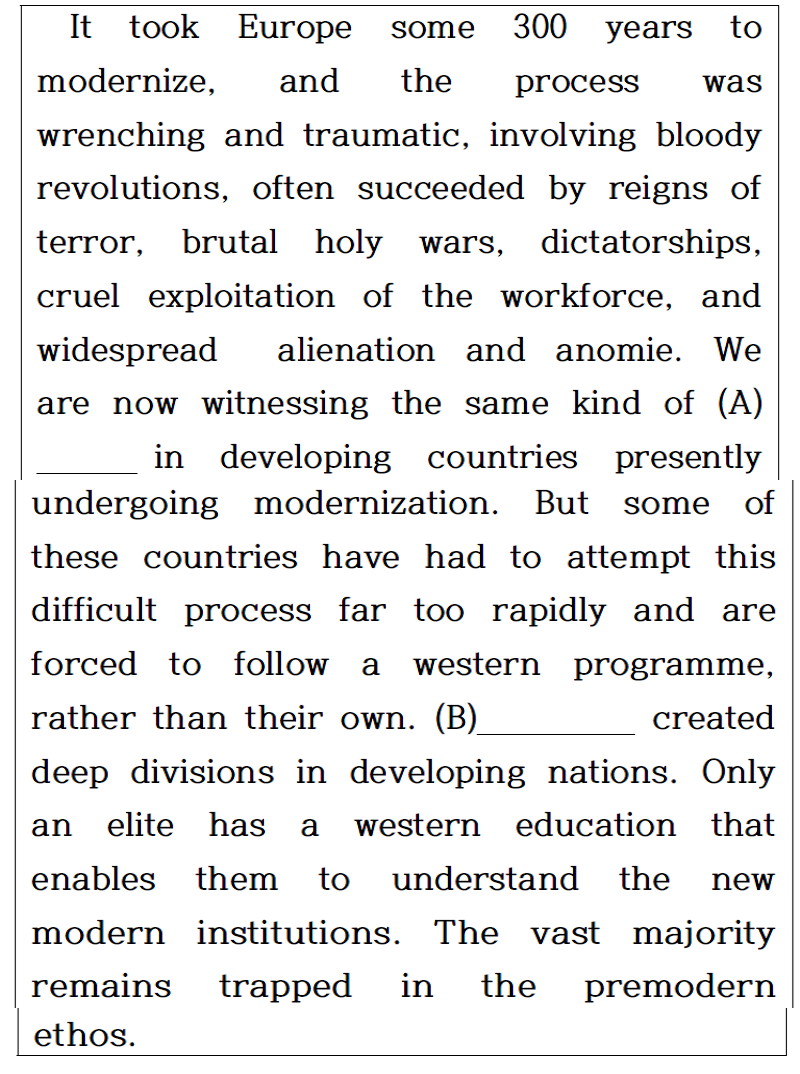 It took Europe some 300 years to
modernize, and the process was
wrenching and traumatic, involving bloody
revolutions, often succeeded by reigns of
terror, brutal holy wars, dictatorships,
cruel exploitation of the workforce, and
widespread alienation and anomie. We
are now witnessing the same kind of (A)
______ in developing countries presently
undergoing modernization. But some of
these countries have had to attempt this
difficult process far too rapidly and are
forced to follow a western programme,
rather than their own. (B)_________ created
deep divisions in developing nations. Only
an elite has a western education that
enables them to understand the new
modern institutions. The vast majority
remains trapped in the premodern
ethos.